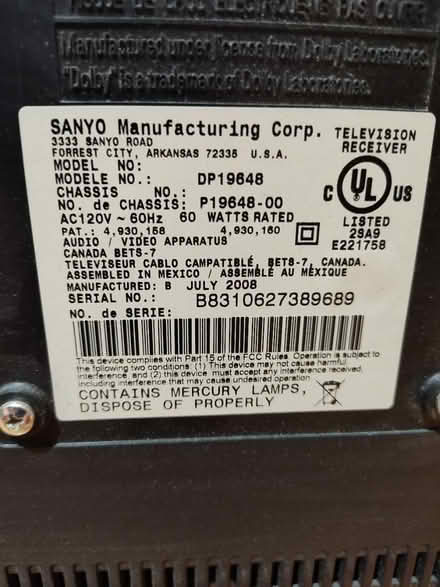 Manufactured under license from Dolby Laboratories.
"Dolby" is a trademark of Dolby Laboratories.
SANYO Manufacturing Corp.
3333 SANYO ROAD
FORREST CITY, ARKANSAS 72335 U.S.A.
TELEVISION
RECEIVER
MODEL NO:
MODELE NO.: DP19648
CHASSIS NO.:
NO. de CHASSIS: P19648-00
AC120V ~ 60Hz 60 WATTS RATED
PAT.: 4,930,158 4,930,160
C UL US
LISTED
2SA9
E221758
AUDIO / VIDEO APPARATUS
CANADA BETS-7
TELEVISEUR CABLO COMPATIBLE, BETS-7, CANADA.
ASSEMBLED IN MEXICO / ASSEMBLE AU MÉXIQUE
MANUFACTURED: B JULY 2008
SERIAL NO.: B8310627389689
NO. de SERIE:
This device complies with Part 15 of the FCC Rules. Operation is subject to
the following two conditions: (1) This device may not cause harmful
interference, and (2) this device must accept any interference received,
including interference that may cause undesired operation.
CONTAINS MERCURY LAMPS,
DISPOSE OF PROPERLY